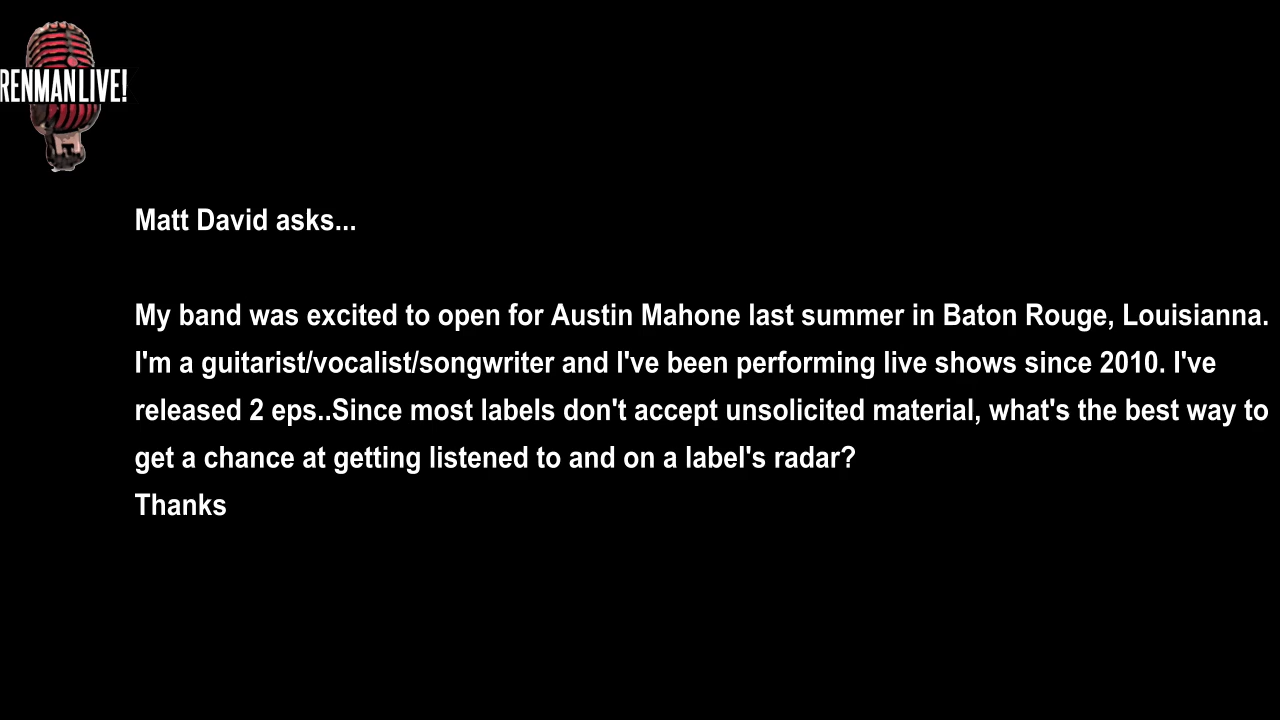 RENMANLIVE!
Matt David asks...
My band was excited to open for Austin Mahone last summer in Baton Rouge, Louisianna.
I'm a guitarist/vocalist/songwriter and I've been performing live shows since 2010. I've
released 2 eps..Since most labels don't accept unsolicited material, what's the best way to
get a chance at getting listened to and on a label's radar?
Thanks